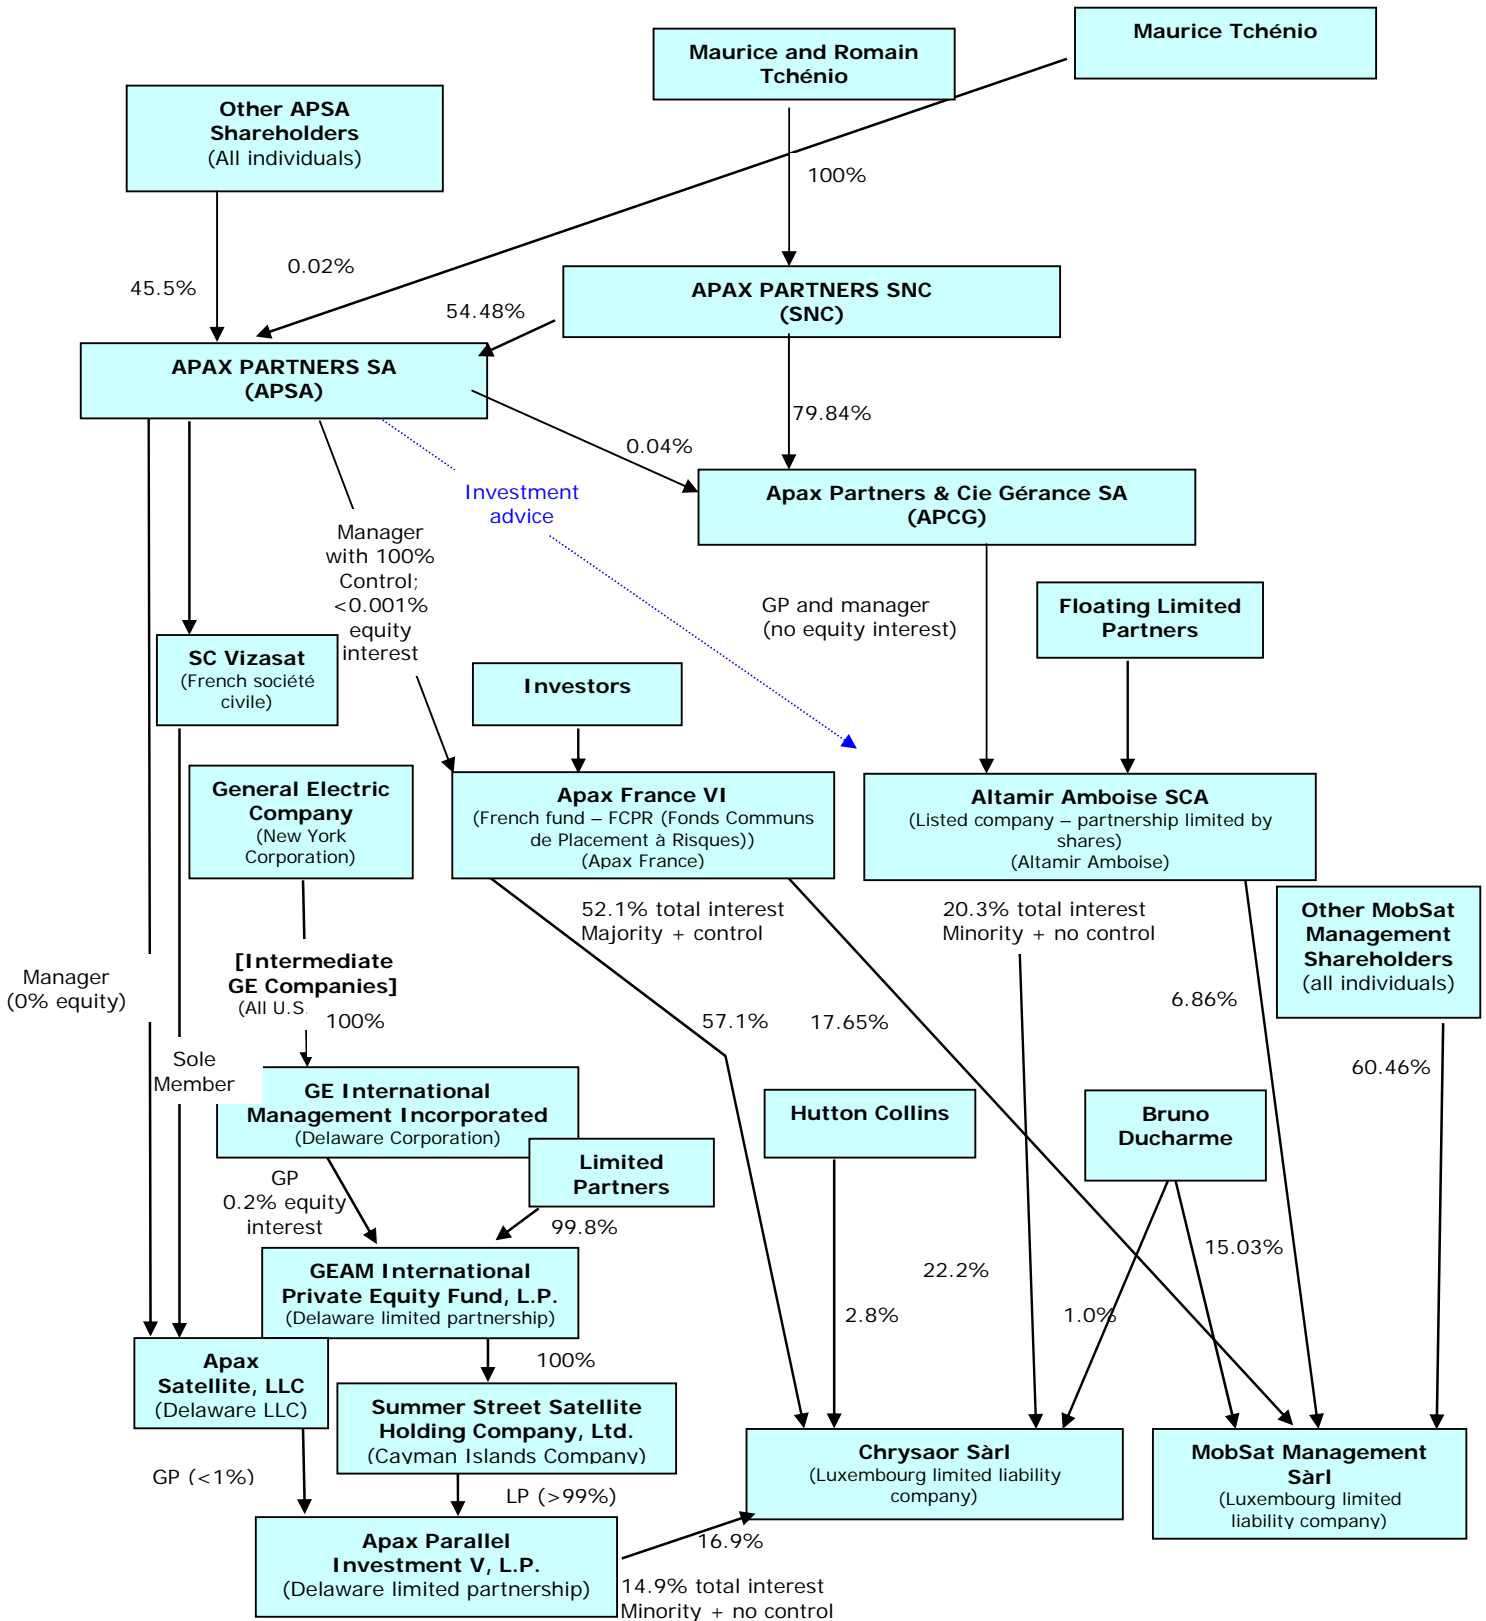 Maurice Tchénio
Maurice and Romain
Tchénio
Other APSA
Shareholders
(All individuals)
100%
0.02%
45.5%
54.48%
APAX PARTNERS SNC
(SNC)
APAX PARTNERS SA
(APSA)
79.84%
0.04%
Investment
advice
Apax Partners & Cie Gérance SA
(APCG)
Manager
with 100%
Control;
<0.001%
equity
interest
GP and manager
(no equity interest)
Floating Limited
Partners
SC Vizasat
(French société
civile)
Investors
General Electric
Company
(New York
Corporation)
Apax France VI
(French fund – FCPR (Fonds Communs
de Placement à Risques))
(Apax France)
Altamir Amboise SCA
(Listed company – partnership limited by
shares)
(Altamir Amboise)
52.1% total interest
Majority + control
20.3% total interest
Minority + no control
Other MobSat
Management
Shareholders
(all individuals)
Manager
(0% equity)
[Intermediate
GE Companies]
(All U.S.
100%
57.1%
17.65%
6.86%
60.46%
Sole
Member
GE International
Management Incorporated
(Delaware Corporation)
Hutton Collins
Bruno
Ducharme
Limited
Partners
GP
0.2% equity
interest
99.8%
15.03%
22.2%
GEAM International
Private Equity Fund, L.P.
(Delaware limited partnership)
2.8%
1.0%
Apax
Satellite, LLC
(Delaware LLC)
100%
Summer Street Satellite
Holding Company, Ltd.
(Cayman Islands Company)
Chrysaor Sàrl
(Luxembourg limited liability
company)
MobSat Management
Sàrl
(Luxembourg limited
liability company)
GP (<1%)
LP (>99%)
Apax Parallel
Investment V, L.P.
(Delaware limited partnership)
16.9%
14.9% total interest
Minority + no control